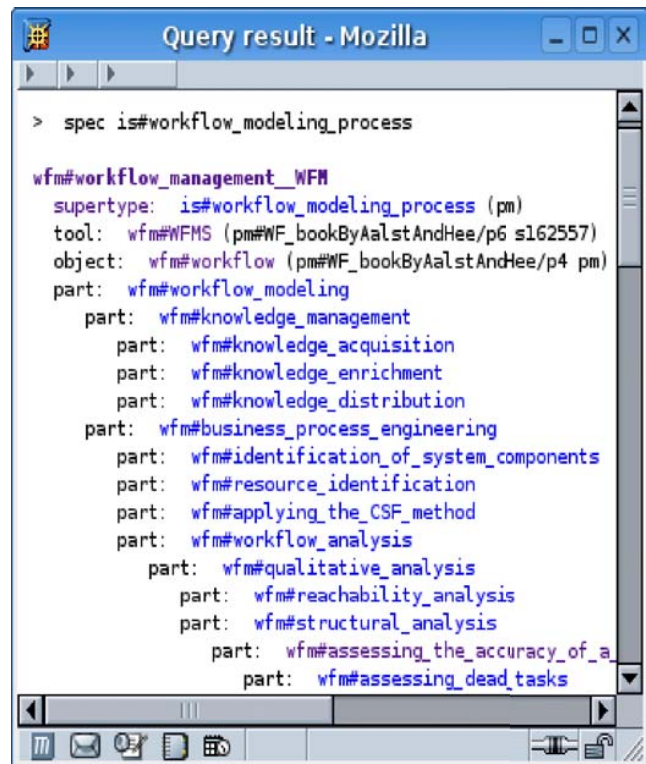 Query result - Mozilla
> spec is#workflow_modeling_process
wfm#workflow_management__WFM
supertype: is#workflow_modeling_process (pm)
tool: wfm#WFMS (pm#WF_bookByAalstAndHee/p6 s162557)
object: wfm#workflow (pm#WF_bookByAalstAndHee/p4 pm)
part: wfm#workflow_modeling
part: wfm#knowledge_management
part: wfm#knowledge_acquisition
part: wfm#knowledge_enrichment
part: wfm#knowledge_distribution
part: wfm#business_process_engineering
part: wfm#identification_of_system_components
part: wfm#resource_identification
part: wfm#applying_the_CSF_method
part: wfm#workflow_analysis
part: wfm#qualitative_analysis
part: wfm#reachability_analysis
part: wfm#structural_analysis
part: wfm#assessing_the_accuracy_of_a_
part: wfm#assessing_dead_tasks